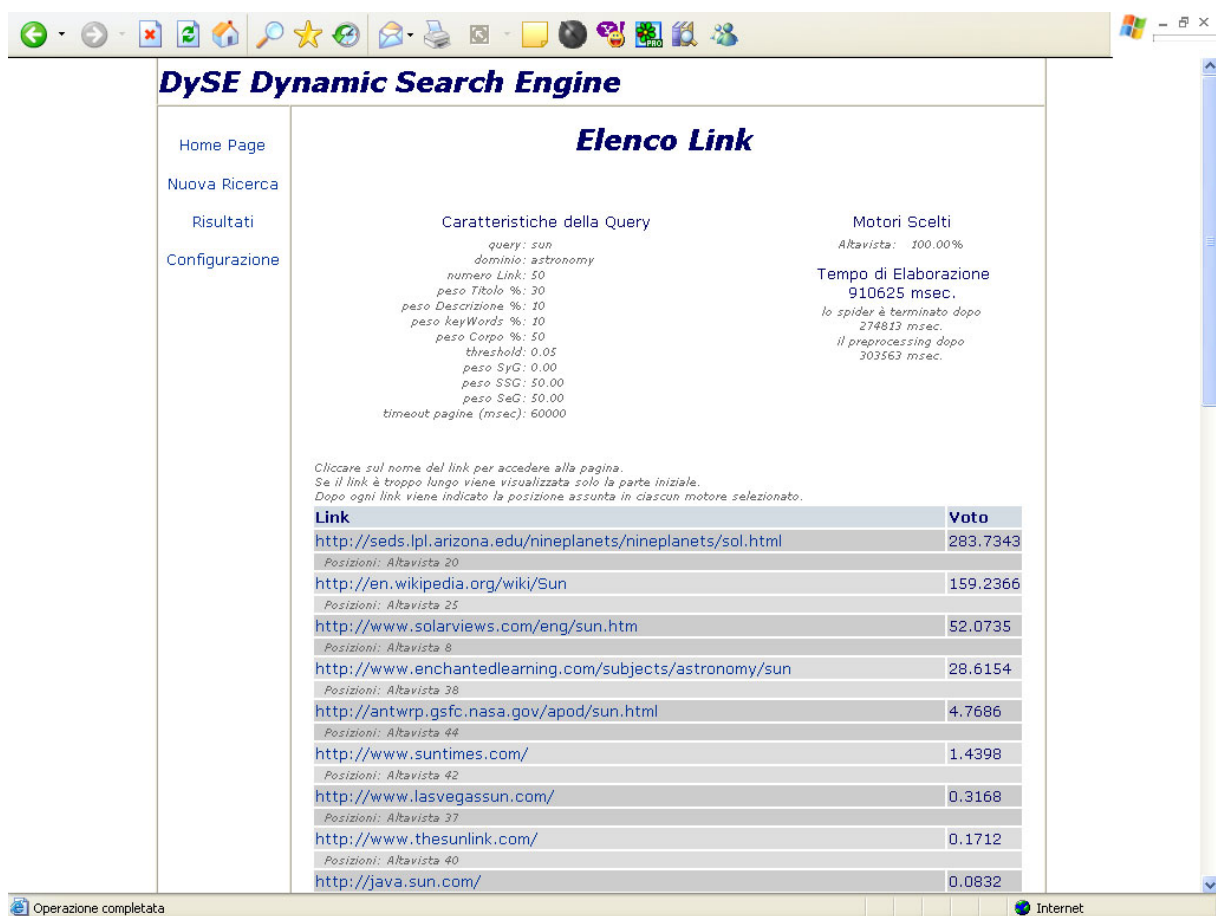 PRO
DySE Dynamic Search Engine
Home Page
Nuova Ricerca
Risultati
Configurazione
Elenco Link
Caratteristiche della Query
query: sun
dominio: astronomy
numero Link: 50
peso Titolo %: 30
peso Descrizione %: 10
peso keyWords %: 10
peso Corpo %: 50
threshold: 0.05
peso SyG: 0.00
peso SSG: 50.00
peso SeG: 50.00
timeout pagine (msec): 60000
Motori Scelti
Altavista: 100.00%
Tempo di Elaborazione
910625 msec.
lo spider è terminato dopo
274813 msec.
il preprocessing dopo
303563 msec.
Cliccare sul nome del link per accedere alla pagina.
Se il link è troppo lungo viene visualizzata solo la parte iniziale.
Dopo ogni link viene indicato la posizione assunta in ciascun motore selezionato.
Link Voto
http://seds.lpl.arizona.edu/nineplanets/nineplanets/sol.html 283.7343
Posizioni: Altavista 20
http://en.wikipedia.org/wiki/Sun 159.2366
Posizioni: Altavista 25
http://www.solarviews.com/eng/sun.htm 52.0735
Posizioni: Altavista 8
http://www.enchantedlearning.com/subjects/astronomy/sun 28.6154
Posizioni: Altavista 38
http://antwrp.gsfc.nasa.gov/apod/sun.html 4.7686
Posizioni: Altavista 44
http://www.suntimes.com/ 1.4398
Posizioni: Altavista 42
http://www.lasvegassun.com/ 0.3168
Posizioni: Altavista 37
http://www.thesunlink.com/ 0.1712
Posizioni: Altavista 40
http://java.sun.com/ 0.0832
Operazione completata Internet